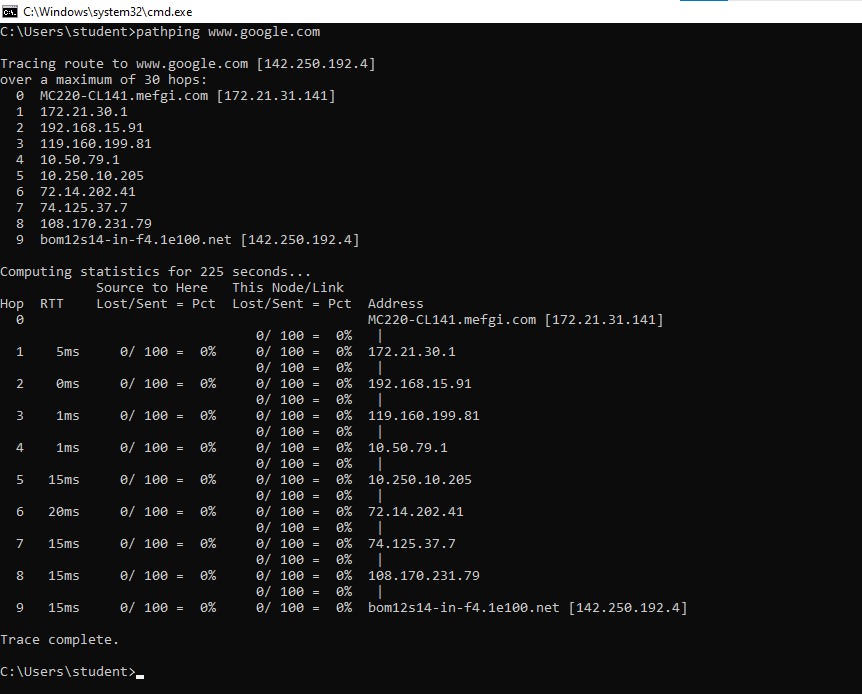 C:\Windows\system32\cmd.exe
C:\Users\student>pathping www.google.com
Tracing route to www.google.com [142.250.192.4]
over a maximum of 30 hops:
  0  MC220-CL141.mefgi.com [172.21.31.141]
  1  172.21.30.1
  2  192.168.15.91
  3  119.160.199.81
  4  10.50.79.1
  5  10.250.10.205
  6  72.14.202.41
  7  74.125.37.7
  8  108.170.231.79
  9  bom12s14-in-f4.1e100.net [142.250.192.4]
Computing statistics for 225 seconds...
            Source to Here   This Node/Link
Hop  RTT    Lost/Sent = Pct  Lost/Sent = Pct  Address
  0                                           MC220-CL141.mefgi.com [172.21.31.141]
                                0/ 100 =  0%   |
  1    5ms     0/ 100 =  0%     0/ 100 =  0%  172.21.30.1
                                0/ 100 =  0%   |
  2    0ms     0/ 100 =  0%     0/ 100 =  0%  192.168.15.91
                                0/ 100 =  0%   |
  3    1ms     0/ 100 =  0%     0/ 100 =  0%  119.160.199.81
                                0/ 100 =  0%   |
  4    1ms     0/ 100 =  0%     0/ 100 =  0%  10.50.79.1
                                0/ 100 =  0%   |
  5   15ms     0/ 100 =  0%     0/ 100 =  0%  10.250.10.205
                                0/ 100 =  0%   |
  6   20ms     0/ 100 =  0%     0/ 100 =  0%  72.14.202.41
                                0/ 100 =  0%   |
  7   15ms     0/ 100 =  0%     0/ 100 =  0%  74.125.37.7
                                0/ 100 =  0%   |
  8   15ms     0/ 100 =  0%     0/ 100 =  0%  108.170.231.79
                                0/ 100 =  0%   |
  9   15ms     0/ 100 =  0%     0/ 100 =  0%  bom12s14-in-f4.1e100.net [142.250.192.4]
Trace complete.
C:\Users\student>